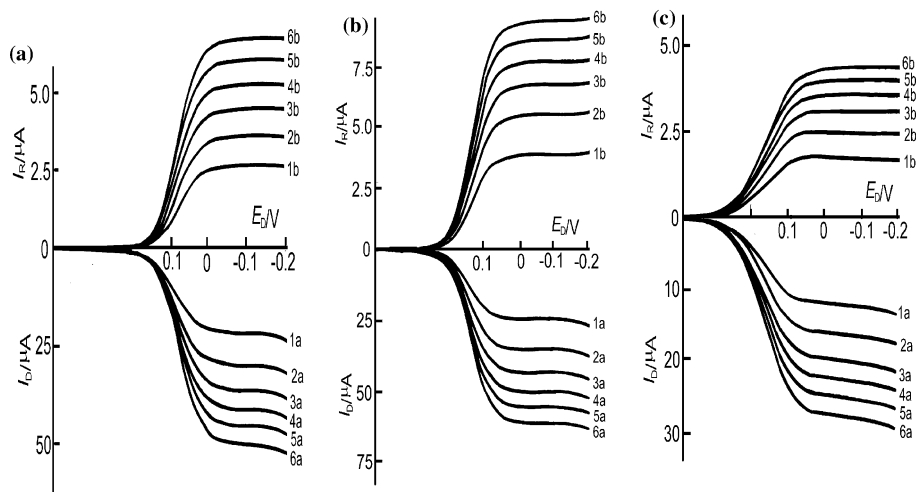 (a)
6b
5b
4b
3b
2b
1b
5.0
2.5
0
I_R/μA
E_D/V
0.1 0 -0.1 -0.2
25
50
I_D/μA
1a
2a
3a
4a
5a
6a
(b)
6b
5b
4b
3b
2b
1b
7.5
5.0
2.5
0
I_R/μA
E_D/V
0.1 0 -0.1 -0.2
25
50
75
I_D/μA
1a
2a
3a
4a
5a
6a
(c)
6b
5b
4b
3b
2b
1b
5.0
2.5
0
I_R/μA
E_D/V
0.1 0 -0.1 -0.2
10
20
30
I_D/μA
1a
2a
3a
4a
5a
6a